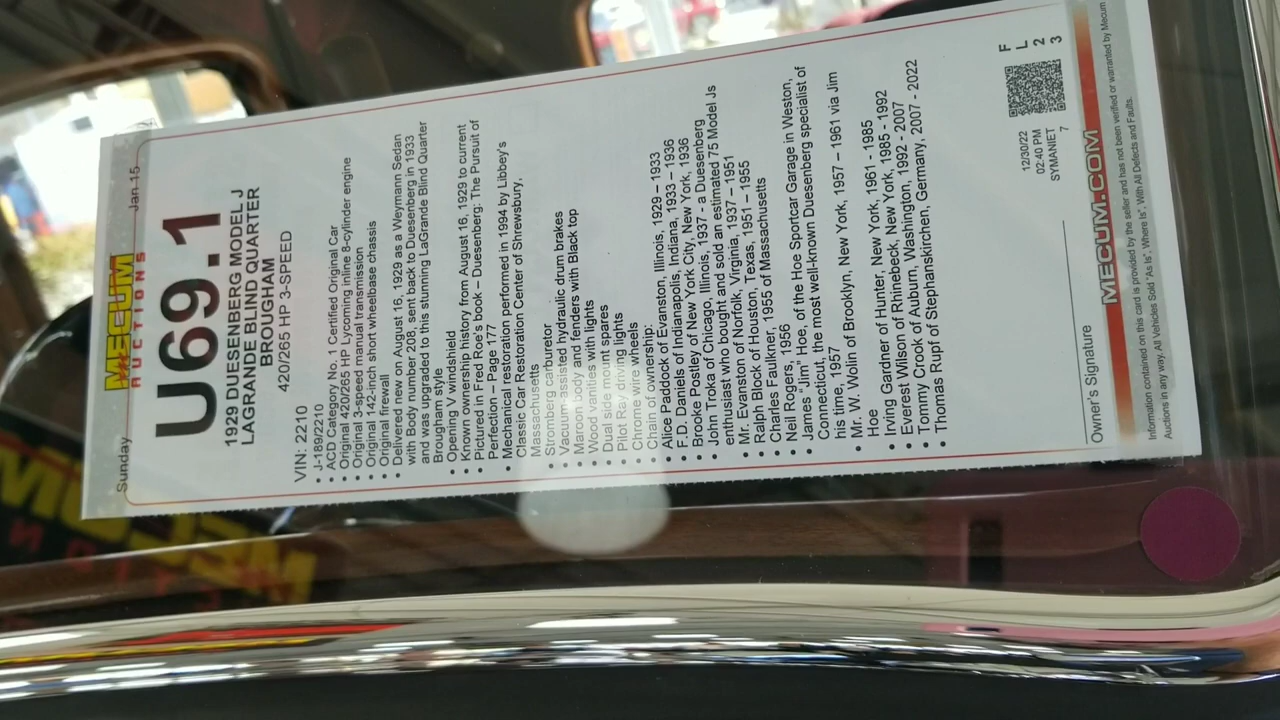 Sunday
MECUM
AUCTIONS
Jan 15
U69.1
1929 DUESENBERG MODEL J
LAGRANDE BLIND QUARTER
BROUGHAM
420/265 HP 3-SPEED
VIN: 2210
• J-189/2210
• ACD Category No. 1 Certified Original Car
• Original 420/265 HP Lycoming inline 8-cylinder engine
• Original 3-speed manual transmission
• Original 142-inch short wheelbase chassis
• Original firewall
• Delivered new on August 16, 1929 as a Weymann Sedan
with Body number 208, sent back to Duesenberg in 1933
and was upgraded to this stunning LaGrande Blind Quarter
Brougham style
• Opening V windshield
• Known ownership history from August 16, 1929 to current
• Pictured in Fred Roe's book – Duesenberg: The Pursuit of
Perfection – Page 177
• Mechanical restoration performed in 1994 by Libbey's
Classic Car Restoration Center of Shrewsbury,
Massachusetts
• Stromberg carburetor
• Vacuum-assisted hydraulic drum brakes
• Maroon body and fenders with Black top
• Wood vanities with lights
• Dual side mount spares
• Pilot Ray driving lights
• Chrome wire wheels
• Chain of ownership:
• Alice Paddock of Evanston, Illinois, 1929 – 1933
• F.D. Daniels of Indianapolis, Indiana, 1933 – 1936
• Brooke Postley of New York City, New York, 1936
• John Troka of Chicago, Illinois, 1937 - a Duesenberg
enthusiast who bought and sold an estimated 75 Model Js
• Mr. Evanston of Norfolk, Virginia, 1937 – 1951
• Ralph Block of Houston, Texas, 1951 – 1955
• Charles Faulkner, 1955 of Massachusetts
• Neil Rogers, 1956
• James "Jim" Hoe, of the Hoe Sportcar Garage in Weston,
Connecticut, the most well-known Duesenberg specialist of
his time, 1957
• Mr. W. Wolin of Brooklyn, New York, 1957 – 1961 via Jim
Hoe
• Irving Gardner of Hunter, New York, 1961 - 1985
• Everest Wilson of Rhinebeck, New York, 1985 - 1992
• Tommy Crook of Auburn, Washington, 1992 - 2007
• Thomas Rupf of Stephanskirchen, Germany, 2007 - 2022
12/30/22
02:40 PM
SYMANIET
7
F
L
2
3
Owner's Signature
MECUM.COM
Information contained on this card is provided by the seller and has not been verified or warranted by Mecum
Auctions in any way. All Vehicles Sold "As Is", Where Is", With All Defects and Faults.
MECUM